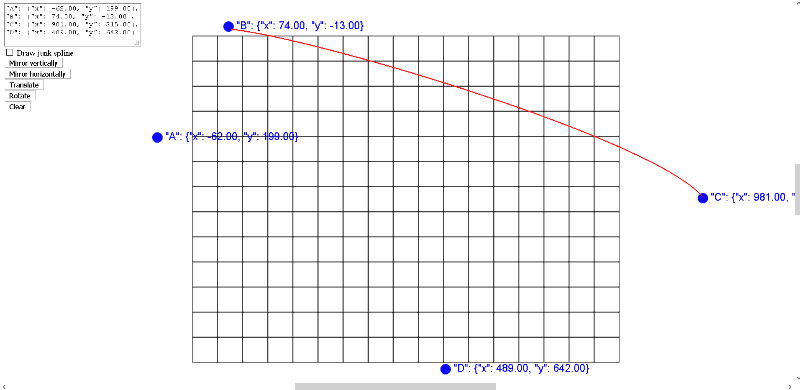 "A": {"x": -62.00, "y": 199.00},
"B": {"x": 74.00, "y": -13.00},
"C": {"x": 981.00, "y": 315.00},
"D": {"x": 489.00, "y": 642.00}
Draw junk spline
Mirror vertically
Mirror horizontally
Translate
Rotate
Clear
"B": {"x": 74.00, "y": -13.00}
"A": {"x": -62.00, "y": 199.00}
"C": {"x": 981.00, "
"D": {"x": 489.00, "y": 642.00}